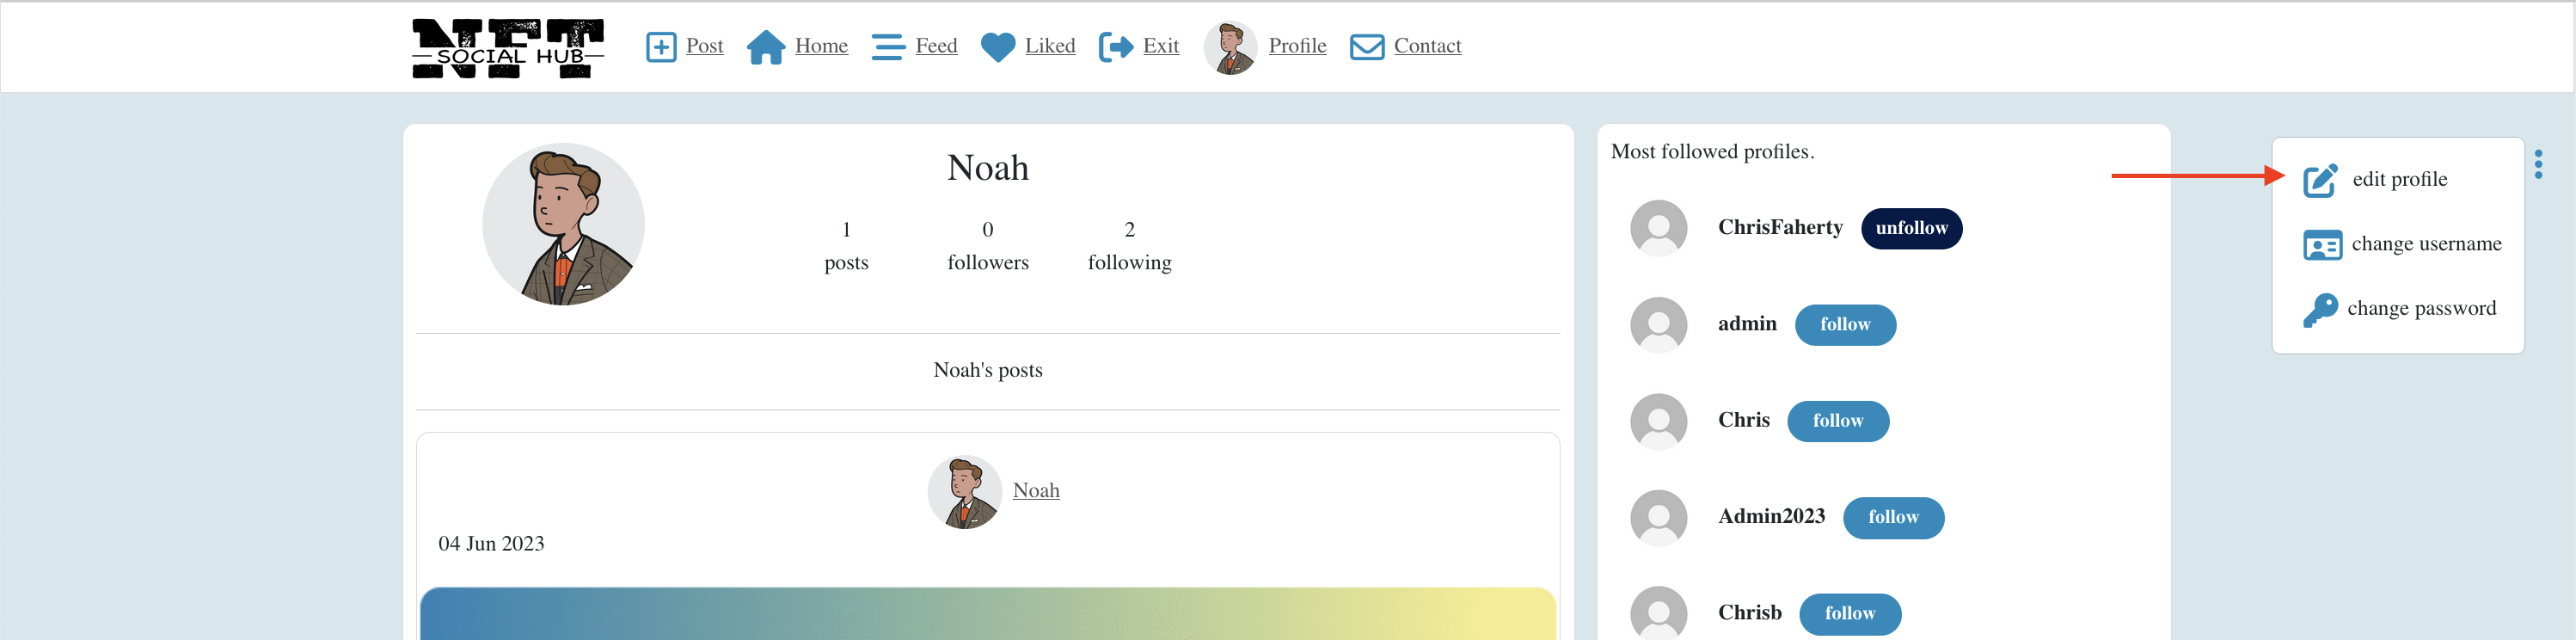 NFT
SOCIAL HUB
Post Home Feed Liked Exit Profile Contact
Noah
1 0 2
posts followers following
Noah's posts
Noah
04 Jun 2023
Most followed profiles.
ChrisFaherty unfollow
admin follow
Chris follow
Admin2023 follow
Chrisb follow
edit profile
change username
change password